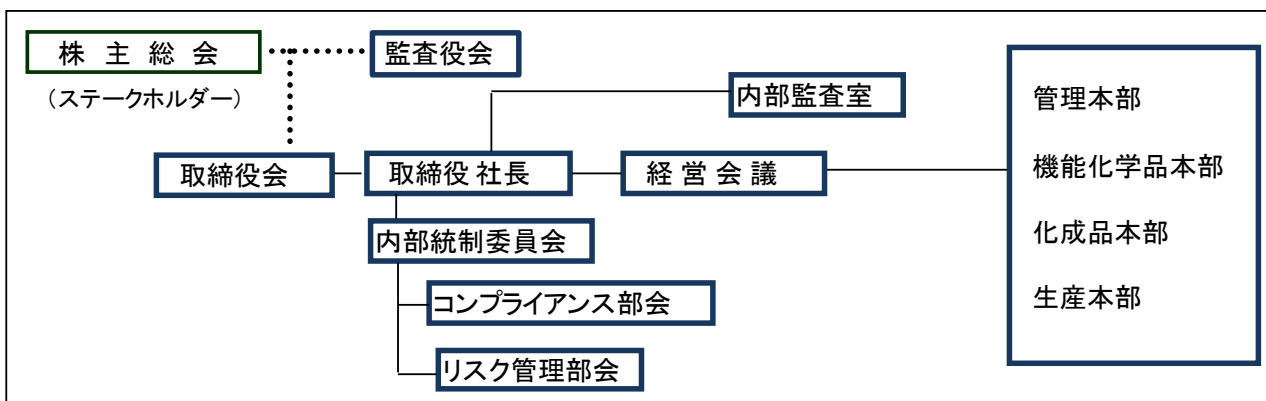 株 主 総 会
監査役会
(ステークホルダー)
内部監査室
取締役会
取締役 社長
経 営 会 議
内部統制委員会
コンプライアンス部会
リスク管理部会
管理本部
機能化学品本部
化成品本部
生産本部